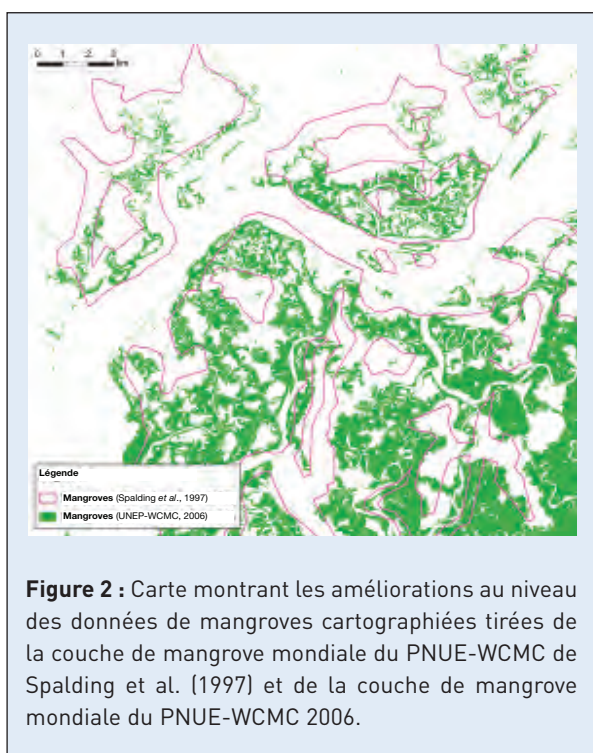 0 1 2 3
km
Légende
Mangroves (Spalding et al., 1997)
Mangroves (UNEP-WCMC, 2006)
Figure 2 : Carte montrant les améliorations au niveau
des données de mangroves cartographiées tirées de
la couche de mangrove mondiale du PNUE-WCMC de
Spalding et al. (1997) et de la couche de mangrove
mondiale du PNUE-WCMC 2006.